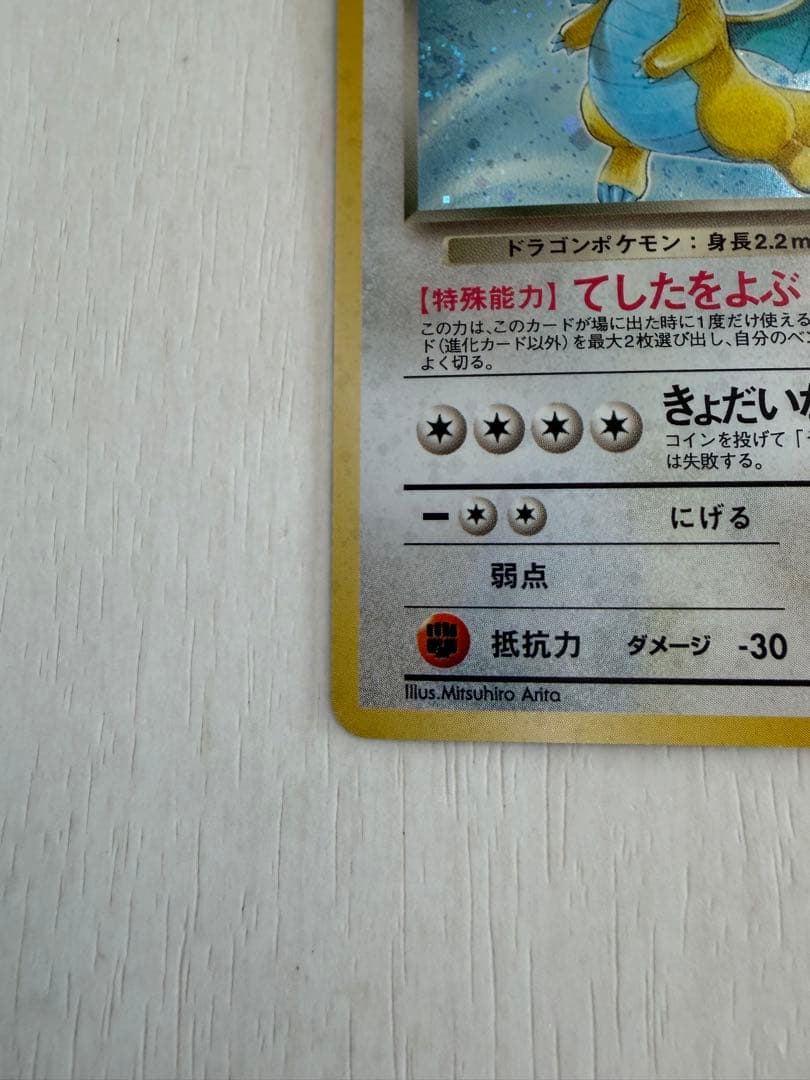 ドラゴンポケモン：身長2.2m
【特殊能力】てしたをよぶ
この力は、このカードが場に出た時に1度だけ使える
ド（進化カード以外）を最大2枚選び出し、自分のベン
よく切る。
きょだいな
コインを投げて「
は失敗する。
にげる
弱点
抵抗力 ダメージ -30
Illus.Mitsuhiro Arita